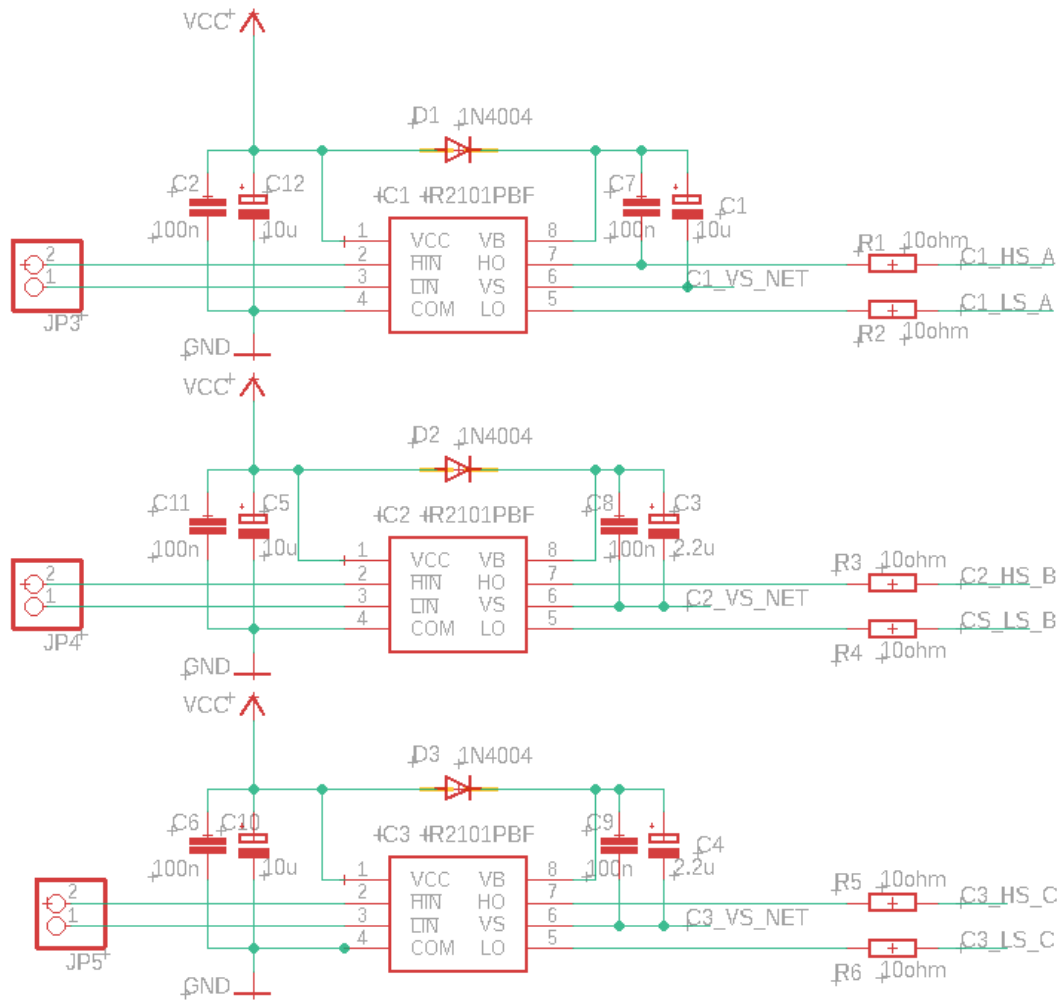 VCC
D1 1N4004
C2 C12 C1 R2101PBF C7 C1
100n 10u 100n 10u
1 VCC VB 8
2 HIN HO 7
3 LIN VS 6
4 COM LO 5
2
1
JP3
C1_VS_NET
R1 10ohm C1_HS_A
R2 10ohm C1_LS_A
GND
VCC
D2 1N4004
C11 C5 C2 R2101PBF C8 C3
100n 10u 100n 2.2u
1 VCC VB 8
2 HIN HO 7
3 LIN VS 6
4 COM LO 5
2
1
JP4
C2_VS_NET
R3 10ohm C2_HS_B
R4 10ohm CS_LS_B
GND
VCC
D3 1N4004
C6 C10 C3 R2101PBF C9 C4
100n 10u 100n 2.2u
1 VCC VB 8
2 HIN HO 7
3 LIN VS 6
4 COM LO 5
2
1
JP5
C3_VS_NET
R5 10ohm C3_HS_C
R6 10ohm C3_LS_C
GND